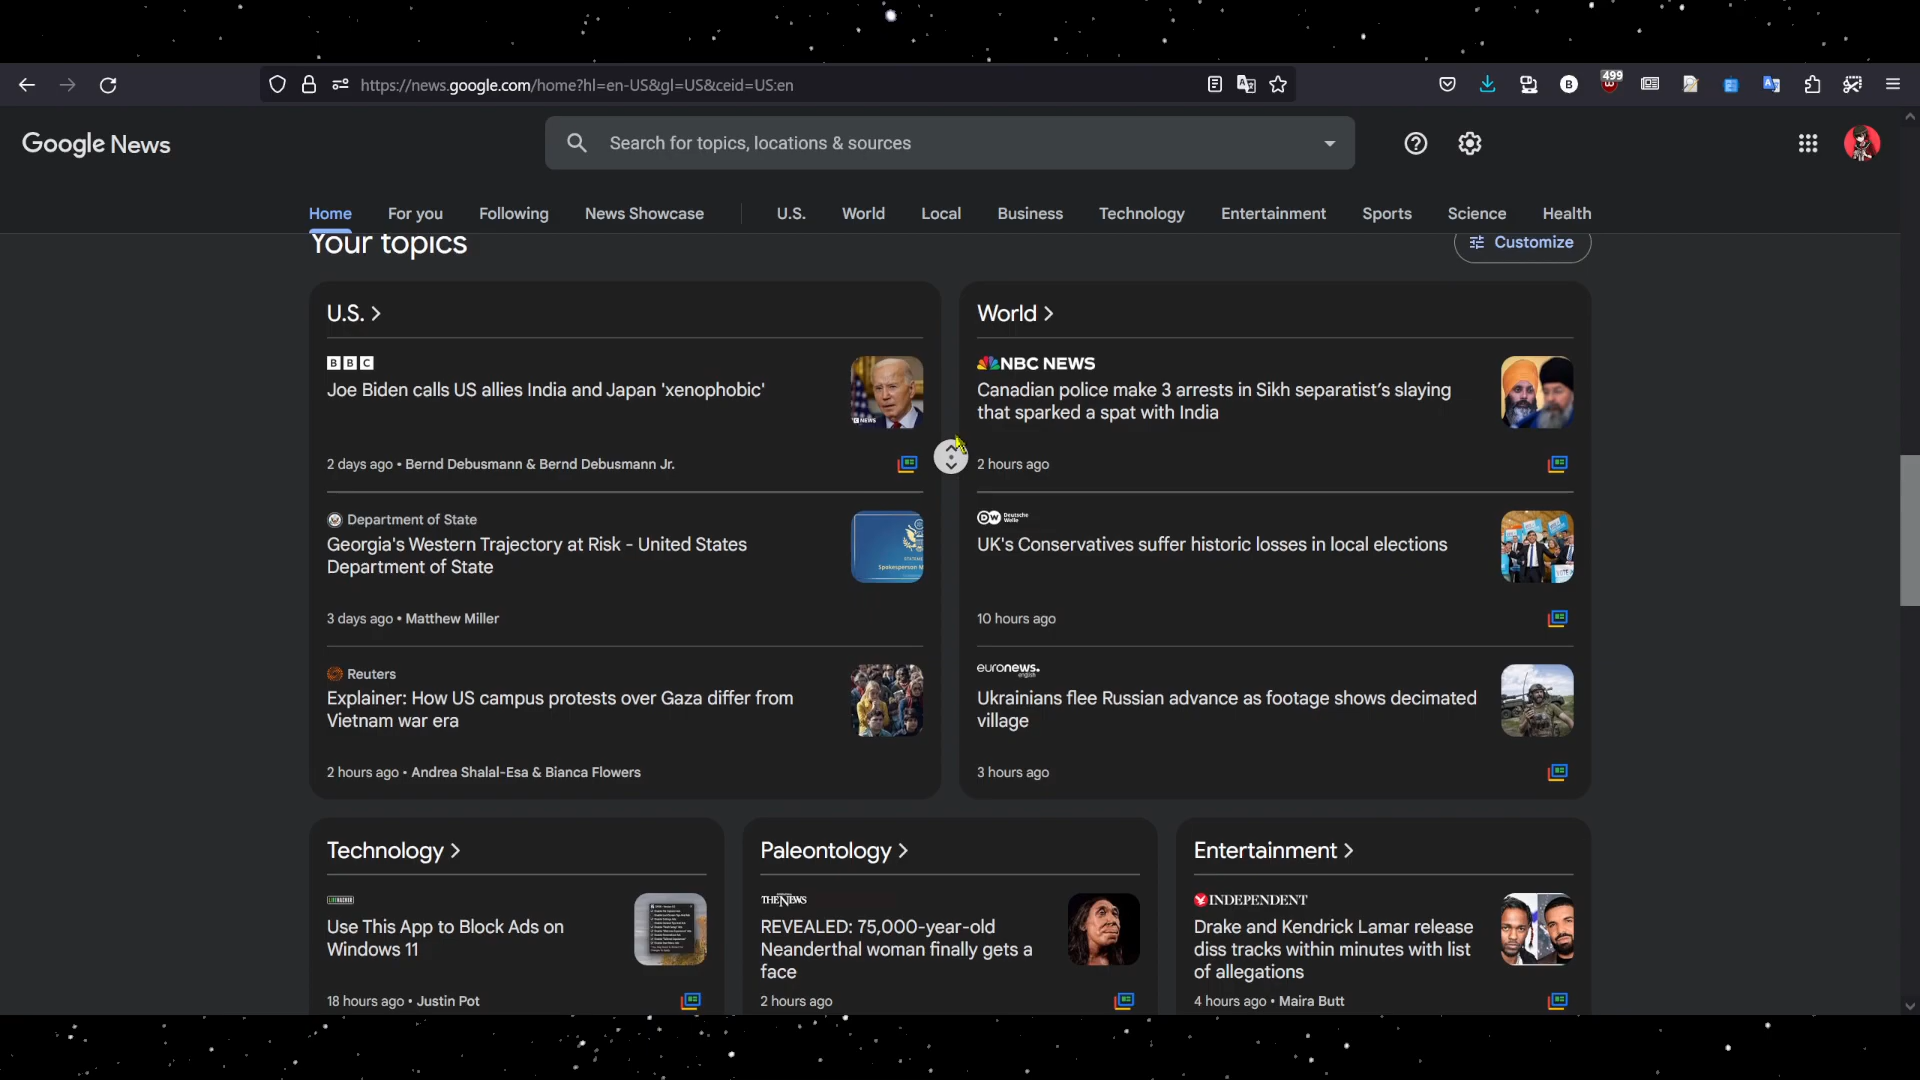 https://news.google.com/home?hl=en-US&gl=US&ceid=US:en
499
Google News
Search for topics, locations & sources
Home
For you
Following
News Showcase
U.S.
World
Local
Business
Technology
Entertainment
Sports
Science
Health
Your topics
Customize
U.S.
BBC
Joe Biden calls US allies India and Japan 'xenophobic'
2 days ago • Bernd Debusmann & Bernd Debusmann Jr.
Department of State
Georgia's Western Trajectory at Risk - United States
Department of State
3 days ago • Matthew Miller
Reuters
Explainer: How US campus protests over Gaza differ from
Vietnam war era
2 hours ago • Andrea Shalal-Esa & Bianca Flowers
World
NBC NEWS
Canadian police make 3 arrests in Sikh separatist’s slaying
that sparked a spat with India
2 hours ago
DW Deutsche
Welle
UK's Conservatives suffer historic losses in local elections
10 hours ago
euronews.
english
Ukrainians flee Russian advance as footage shows decimated
village
3 hours ago
Technology
LIFEHACKER
Use This App to Block Ads on
Windows 11
18 hours ago • Justin Pot
Paleontology
THE NEWS
REVEALED: 75,000-year-old
Neanderthal woman finally gets a
face
2 hours ago
Entertainment
INDEPENDENT
Drake and Kendrick Lamar release
diss tracks within minutes with list
of allegations
4 hours ago • Maira Butt